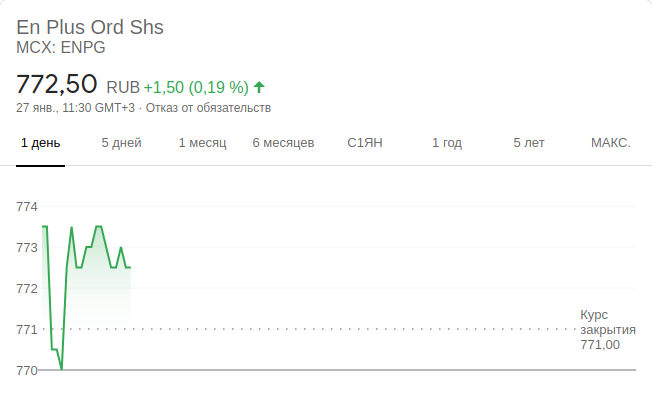 En Plus Ord Shs
MCX: ENPG
772,50 RUB +1,50 (0,19 %)
27 янв., 11:30 GMT+3 · Отказ от обязательств
1 день 5 дней 1 месяц 6 месяцев С1ЯН 1 год 5 лет МАКС.
774
773
772
771
770
Курс
закрытия
771,00